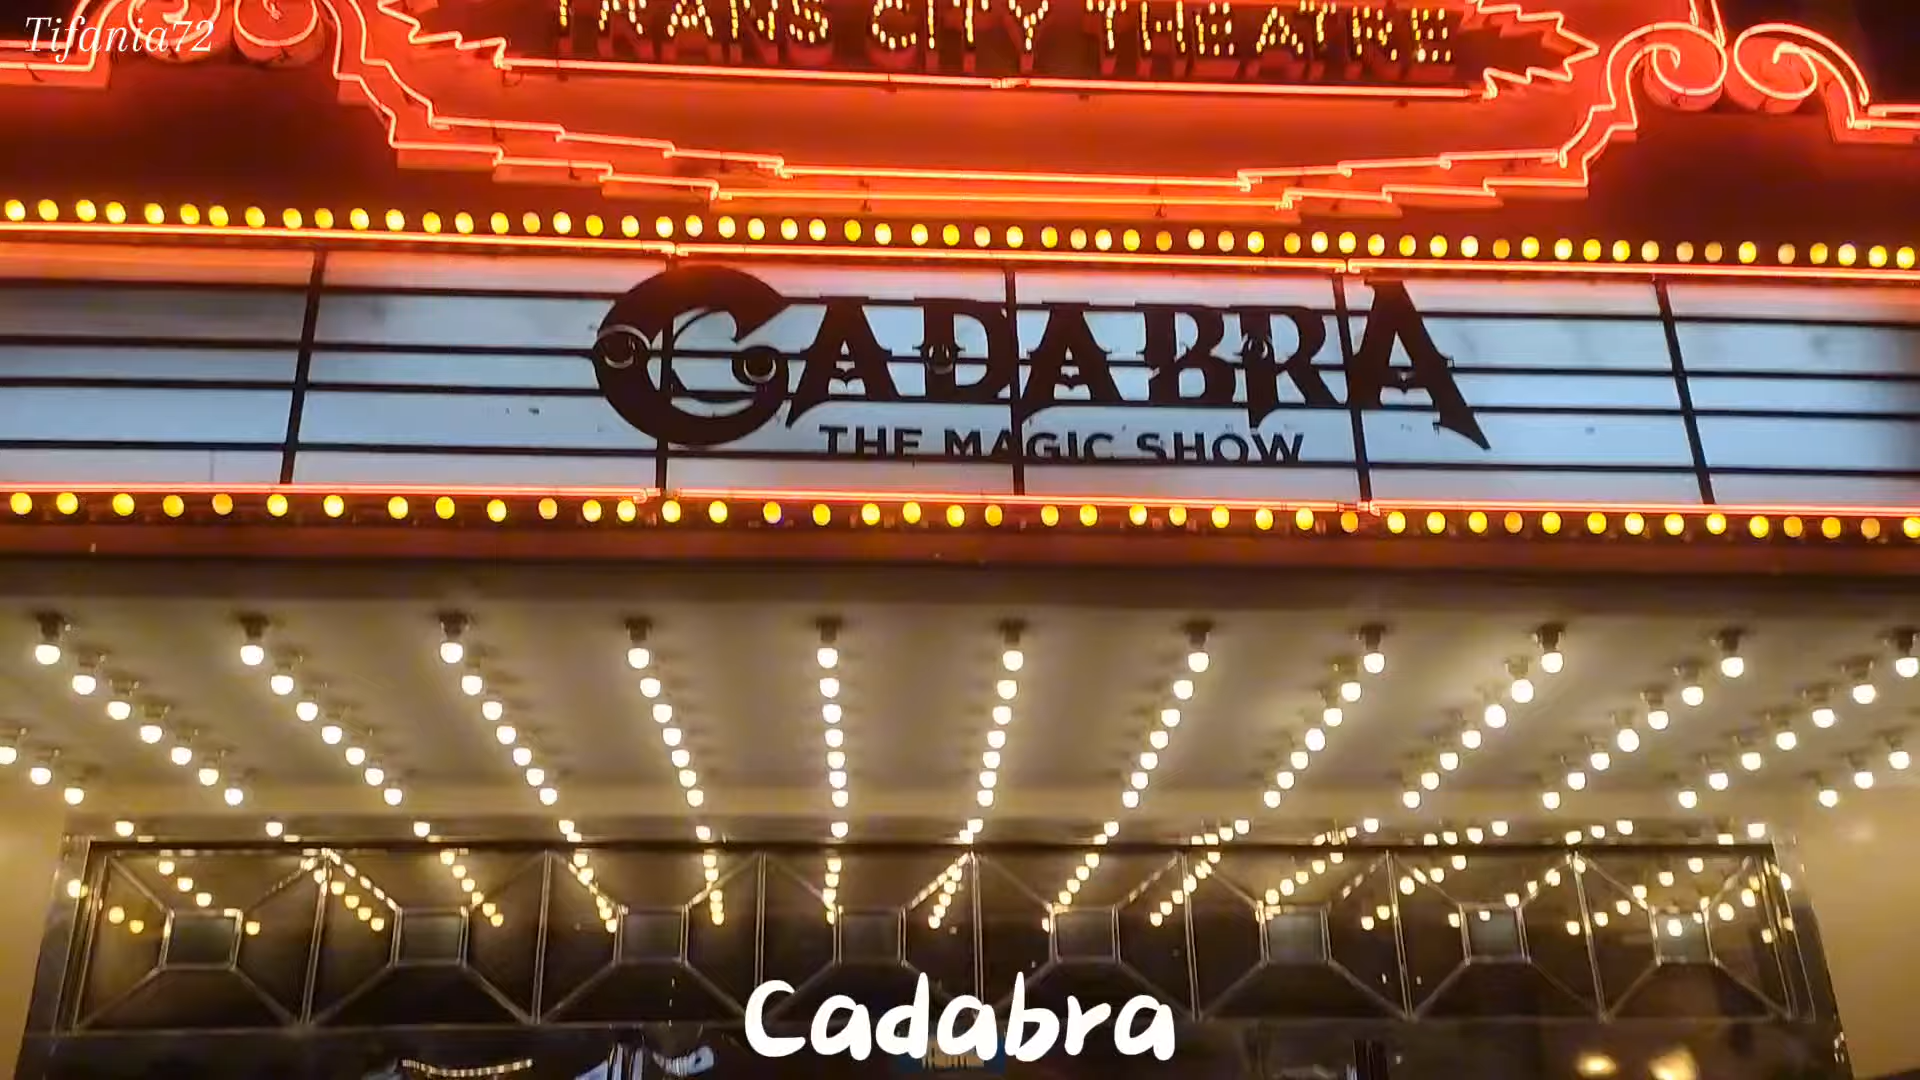 Tifania72
TRANS CITY THEATRE
CADABRA
THE MAGIC SHOW
Cadabra